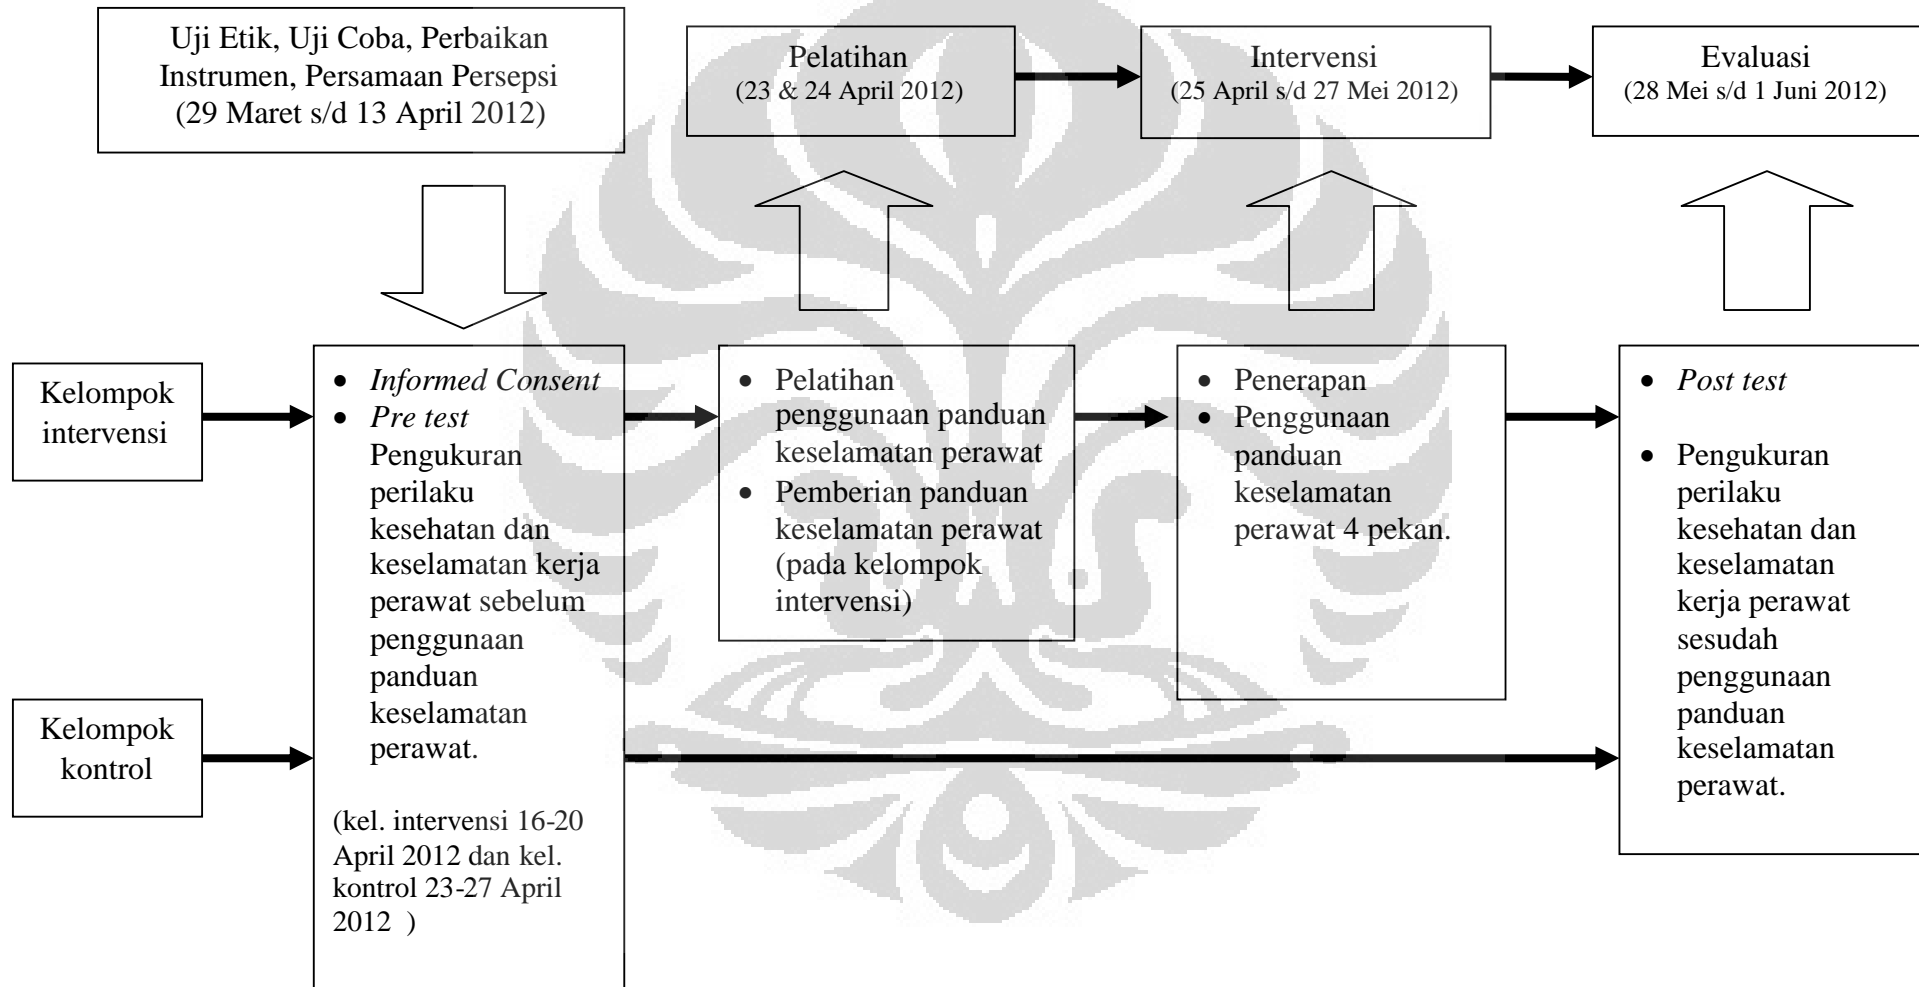 Uji Etik, Uji Coba, Perbaikan
Instrumen, Persamaan Persepsi
(29 Maret s/d 13 April 2012)
Pelatihan
(23 & 24 April 2012)
Intervensi
(25 April s/d 27 Mei 2012)
Evaluasi
(28 Mei s/d 1 Juni 2012)
Kelompok
intervensi
Kelompok
kontrol
• Informed Consent
• Pre test
Pengukuran
perilaku
kesehatan dan
keselamatan kerja
perawat sebelum
penggunaan
panduan
keselamatan
perawat.
(kel. intervensi 16-20
April 2012 dan kel.
kontrol 23-27 April
2012 )
• Pelatihan
penggunaan panduan
keselamatan perawat
• Pemberian panduan
keselamatan perawat
(pada kelompok
intervensi)
• Penerapan
• Penggunaan
panduan
keselamatan
perawat 4 pekan.
• Post test
• Pengukuran
perilaku
kesehatan dan
keselamatan
kerja perawat
sesudah
penggunaan
panduan
keselamatan
perawat.